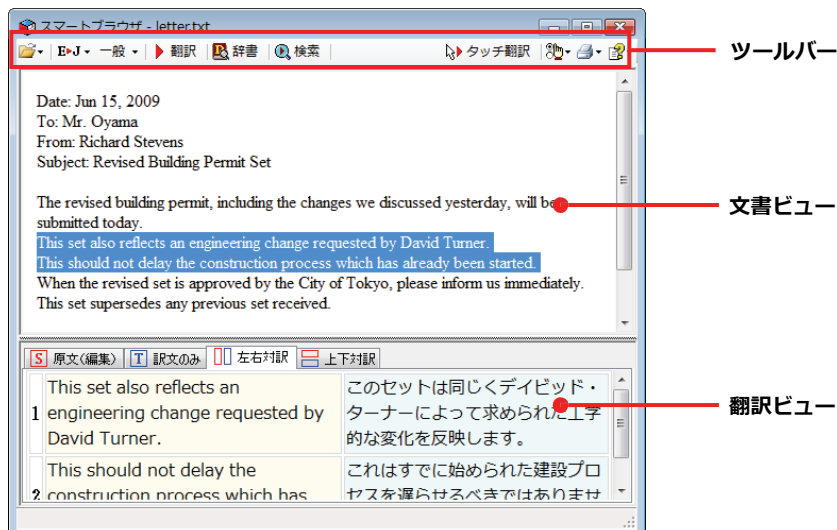 スマートブラウザ - letter.txt
E▶J 一般 翻訳 辞書 検索 タッチ翻訳
ツールバー
Date: Jun 15, 2009
To: Mr. Oyama
From: Richard Stevens
Subject: Revised Building Permit Set
The revised building permit, including the changes we discussed yesterday, will be
submitted today.
文書ビュー
This set also reflects an engineering change requested by David Turner.
This should not delay the construction process which has already been started.
When the revised set is approved by the City of Tokyo, please inform us immediately.
This set supersedes any previous set received.
S 原文(編集) T 訳文のみ 左右対訳 上下対訳
1
This set also reflects an
engineering change requested by
David Turner.
このセットは同じくデイビッド・
ターナーによって求められた工学
的な変化を反映します。
翻訳ビュー
2
This should not delay the
construction process which has
これはすでに始められた建設プロ
セスを遅らせるべきではありませ